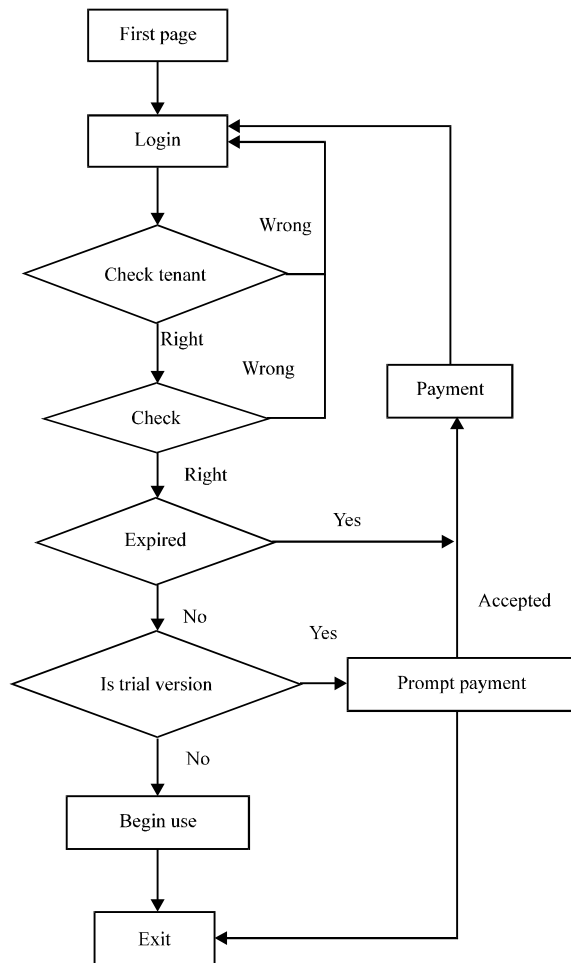 First page
Login
Wrong
Check tenant
Right
Wrong
Payment
Check
Right
Yes
Expired
Accepted
No
Yes
Is trial version
Prompt payment
No
Begin use
Exit